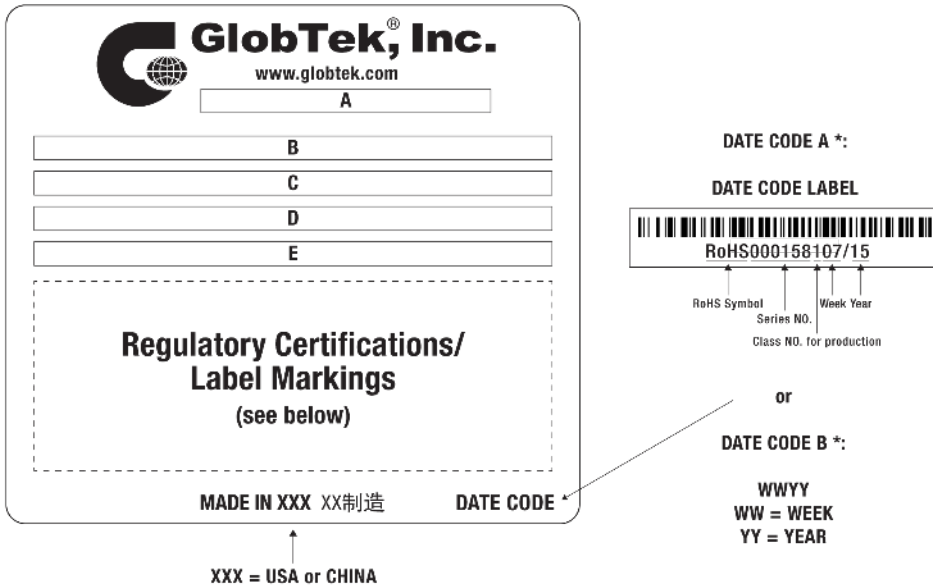 GlobTek,® Inc.
www.globtek.com
A
B
C
D
E
Regulatory Certifications/
Label Markings
(see below)
MADE IN XXX XX制造
DATE CODE
XXX = USA or CHINA
DATE CODE A *:
DATE CODE LABEL
RoHS000158107/15
RoHS Symbol
Series NO.
Week Year
Class NO. for production
or
DATE CODE B *:
WWYY
WW = WEEK
YY = YEAR